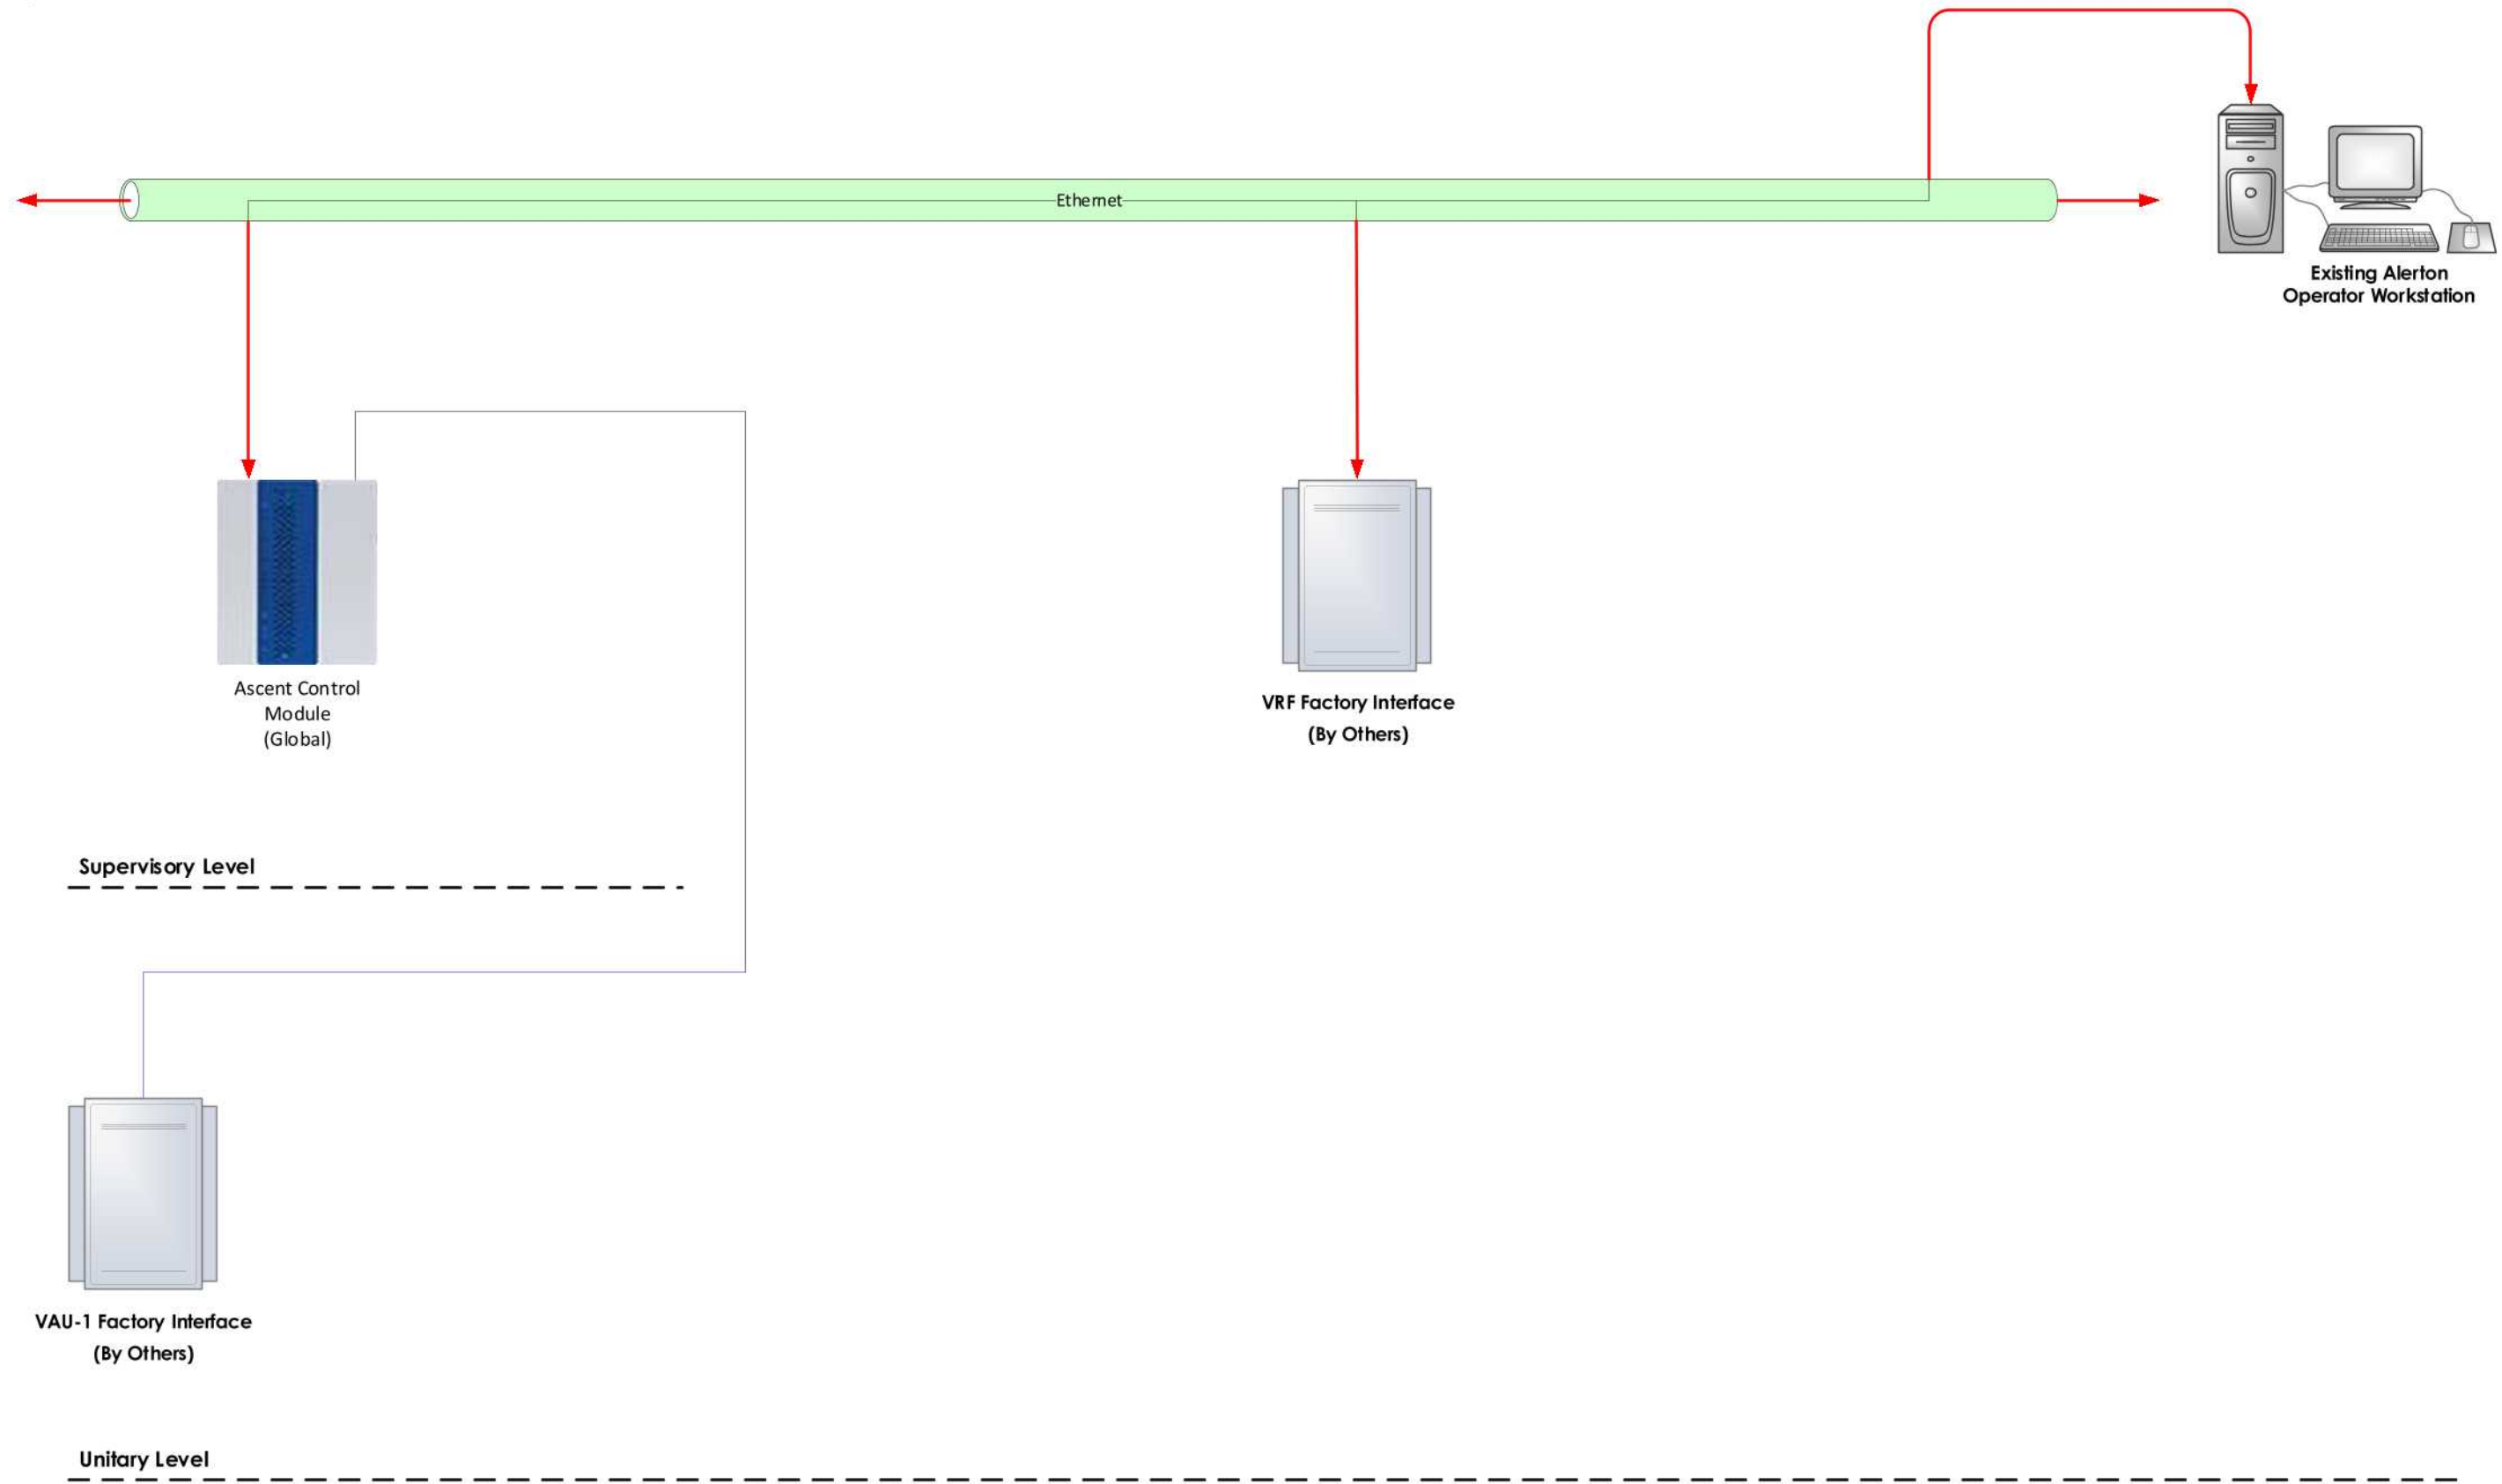 Ethernet
Existing Alerton
Operator Workstation
Ascent Control
Module
(Global)
VRF Factory Interface
(By Others)
Supervisory Level
VAU-1 Factory Interface
(By Others)
Unitary Level